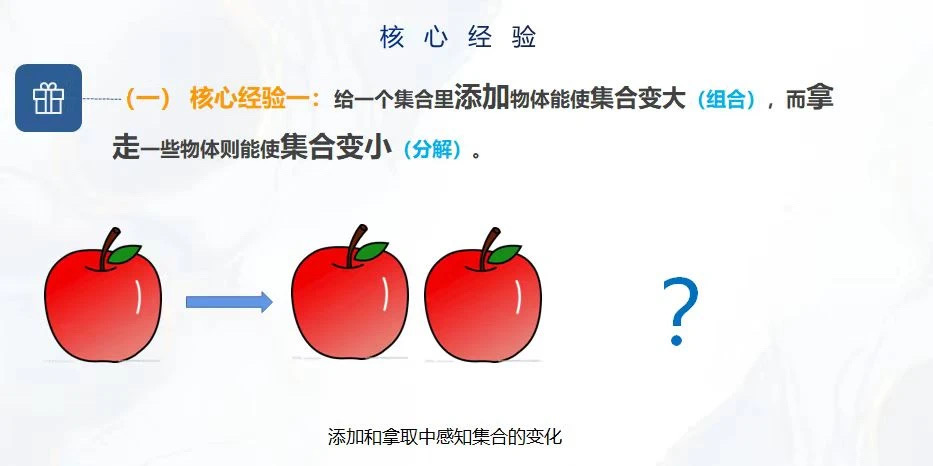 核心经验
（一） 核心经验一：给一个集合里添加物体能使集合变大（组合），而拿
走一些物体则能使集合变小（分解）。
?
添加和拿取中感知集合的变化